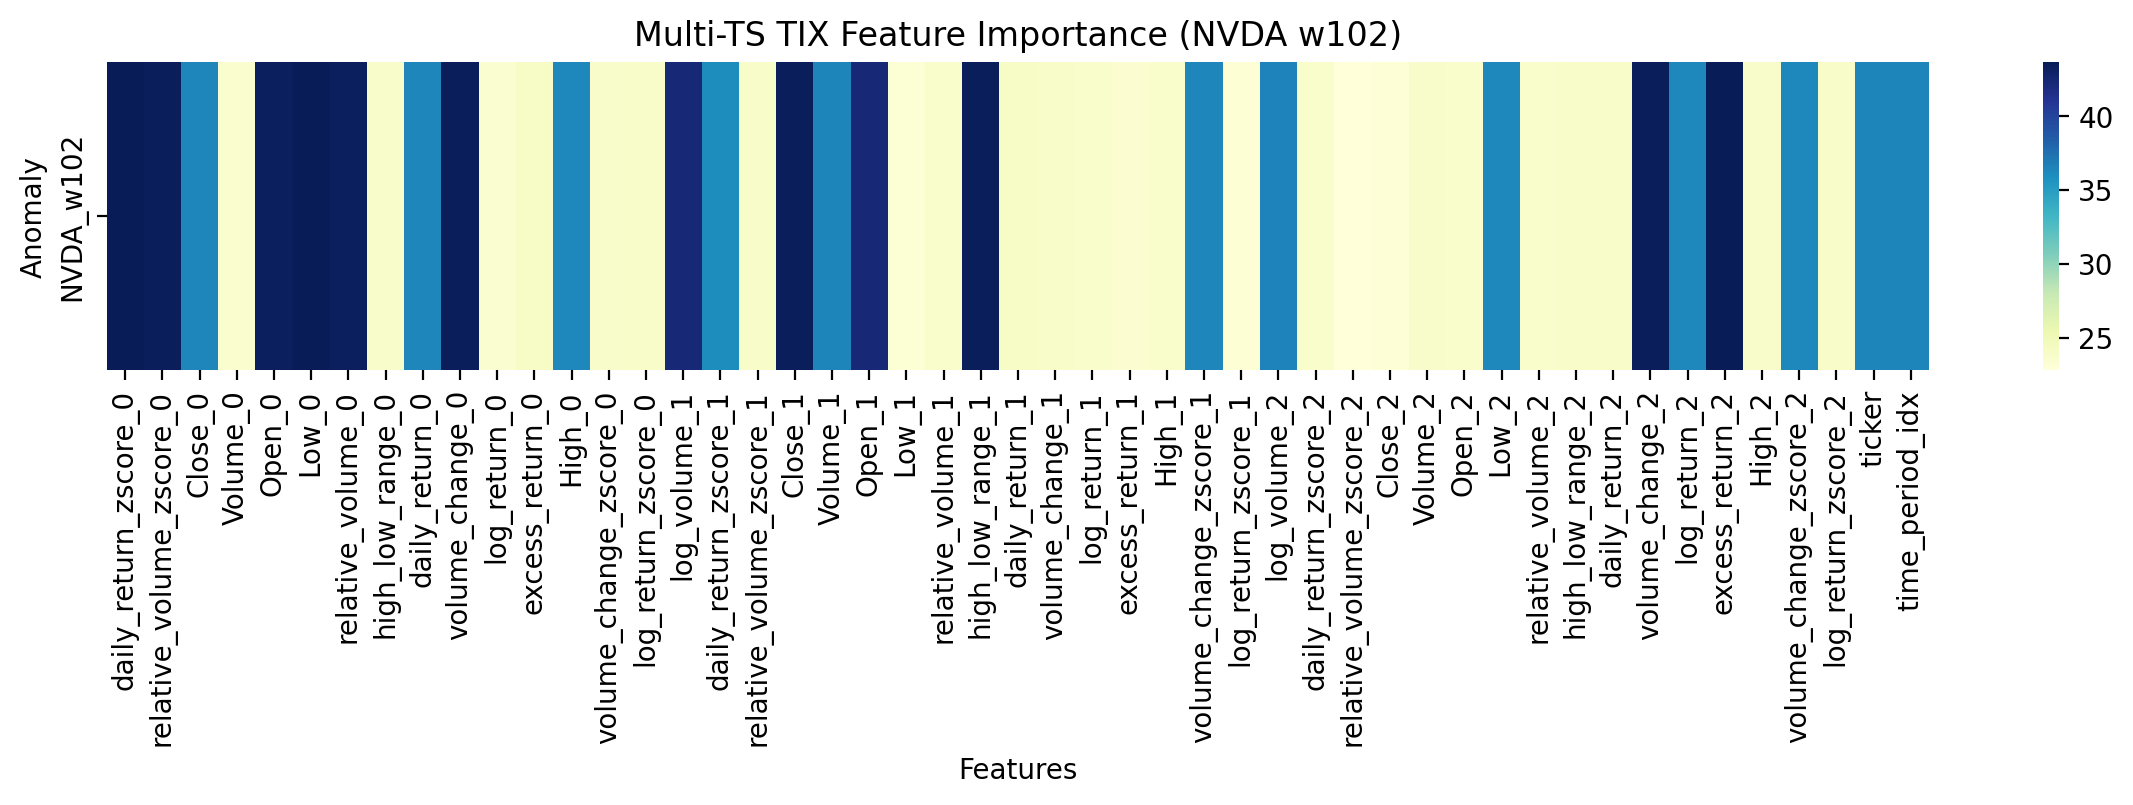 Multi-TS TIX Feature Importance (NVDA w102)
Anomaly
NVDA_w102
40
35
30
25
daily_return_zscore_0
relative_volume_zscore_0
Close_0
Volume_0
Open_0
Low_0
relative_volume_0
high_low_range_0
daily_return_0
volume_change_0
log_return_0
excess_return_0
High_0
volume_change_zscore_0
log_return_zscore_0
log_volume_1
daily_return_zscore_1
relative_volume_zscore_1
Close_1
Volume_1
Open_1
Low_1
relative_volume_1
high_low_range_1
daily_return_1
volume_change_1
log_return_1
excess_return_1
High_1
volume_change_zscore_1
log_return_zscore_1
log_volume_2
daily_return_zscore_2
relative_volume_zscore_2
Close_2
Volume_2
Open_2
Low_2
relative_volume_2
high_low_range_2
daily_return_2
volume_change_2
log_return_2
excess_return_2
High_2
volume_change_zscore_2
log_return_zscore_2
ticker
time_period_idx
Features